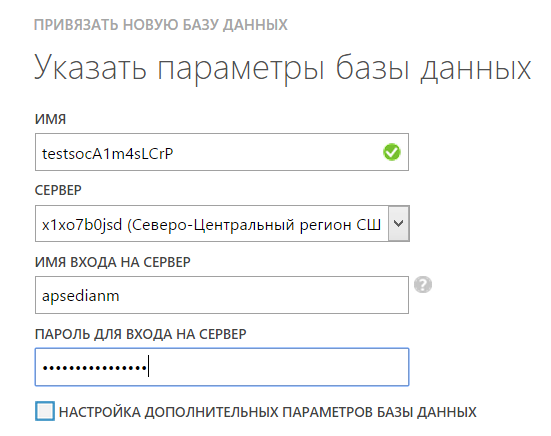 ПРИВЯЗАТЬ НОВУЮ БАЗУ ДАННЫХ
Указать параметры базы данных
ИМЯ
testsocA1m4sLCrP
СЕРВЕР
x1xo7b0jsd (Северо-Центральный регион СШ
ИМЯ ВХОДА НА СЕРВЕР
apsedianm
?
ПАРОЛЬ ДЛЯ ВХОДА НА СЕРВЕР
••••••••••••••••
НАСТРОЙКА ДОПОЛНИТЕЛЬНЫХ ПАРАМЕТРОВ БАЗЫ ДАННЫХ